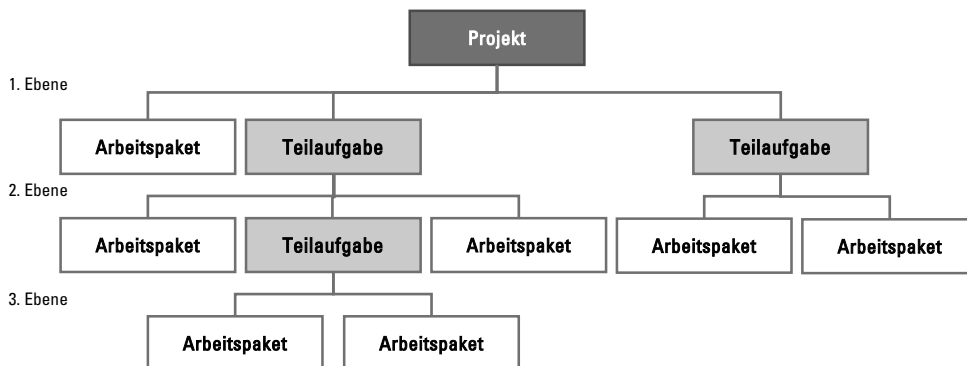 Projekt
1. Ebene
Arbeitspaket
Teilaufgabe
Teilaufgabe
2. Ebene
Arbeitspaket
Teilaufgabe
Arbeitspaket
Arbeitspaket
Arbeitspaket
3. Ebene
Arbeitspaket
Arbeitspaket